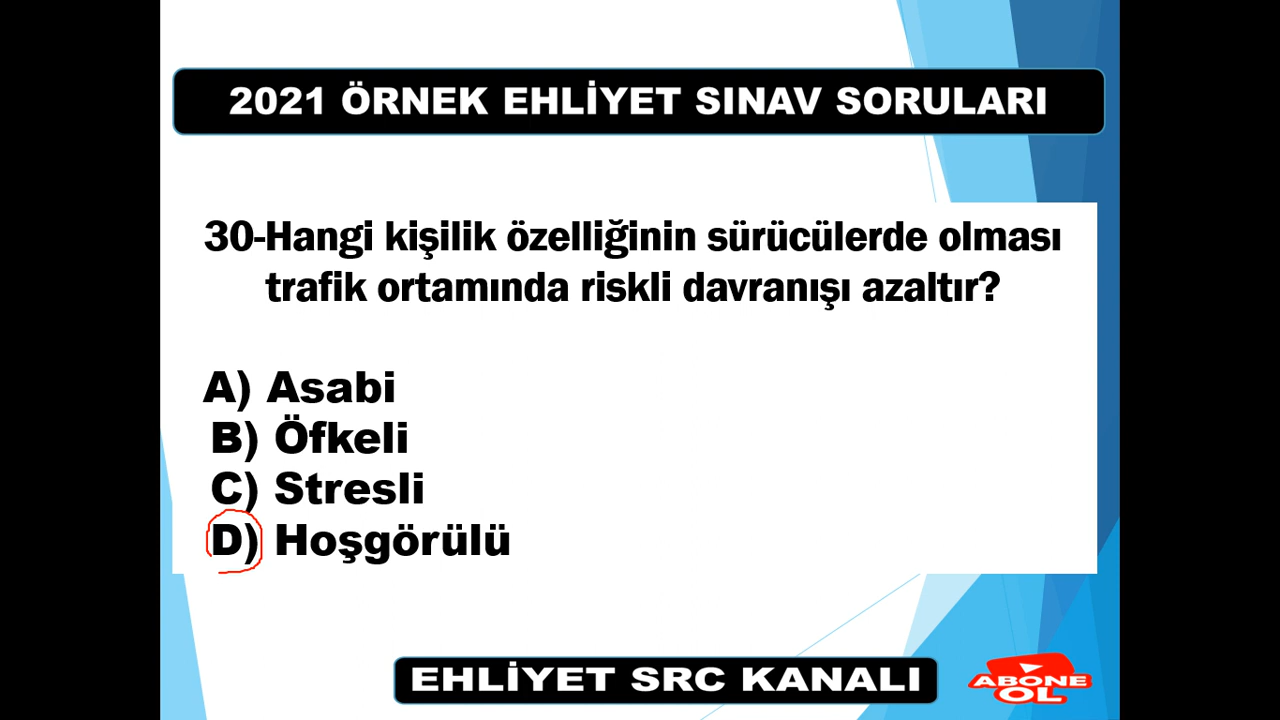 2021 ÖRNEK EHLİYET SINAV SORULARI
30-Hangi kişilik özelliğinin sürücülerde olması
trafik ortamında riskli davranışı azaltır?
A) Asabi
B) Öfkeli
C) Stresli
D) Hoşgörülü
EHLİYET SRC KANALI
ABONE
OL